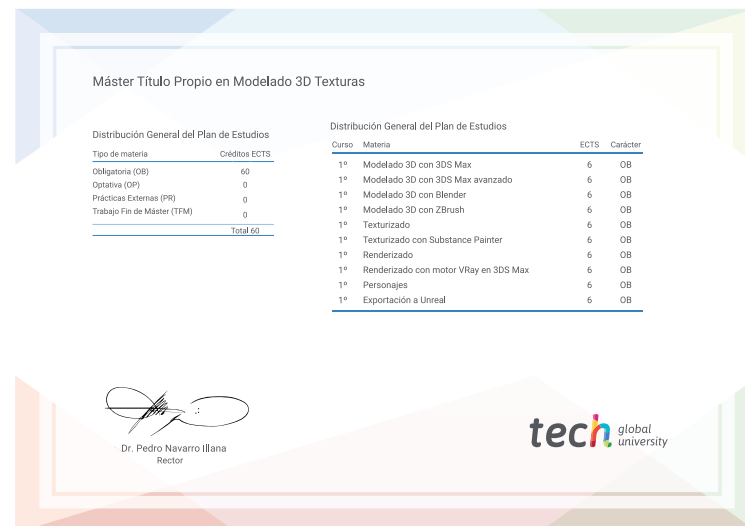 Máster Título Propio en Modelado 3D Texturas
Distribución General del Plan de Estudios
Tipo de materia Créditos ECTS
Obligatoria (OB) 60
Optativa (OP) 0
Prácticas Externas (PR) 0
Trabajo Fin de Máster (TFM) 0
Total 60
Distribución General del Plan de Estudios
Curso Materia ECTS Carácter
1º Modelado 3D con 3DS Max 6 OB
1º Modelado 3D con 3DS Max avanzado 6 OB
1º Modelado 3D con Blender 6 OB
1º Modelado 3D con ZBrush 6 OB
1º Texturizado 6 OB
1º Texturizado con Substance Painter 6 OB
1º Renderizado 6 OB
1º Renderizado con motor VRay en 3DS Max 6 OB
1º Personajes 6 OB
1º Exportación a Unreal 6 OB
Dr. Pedro Navarro Illana
Rector
tech global
university